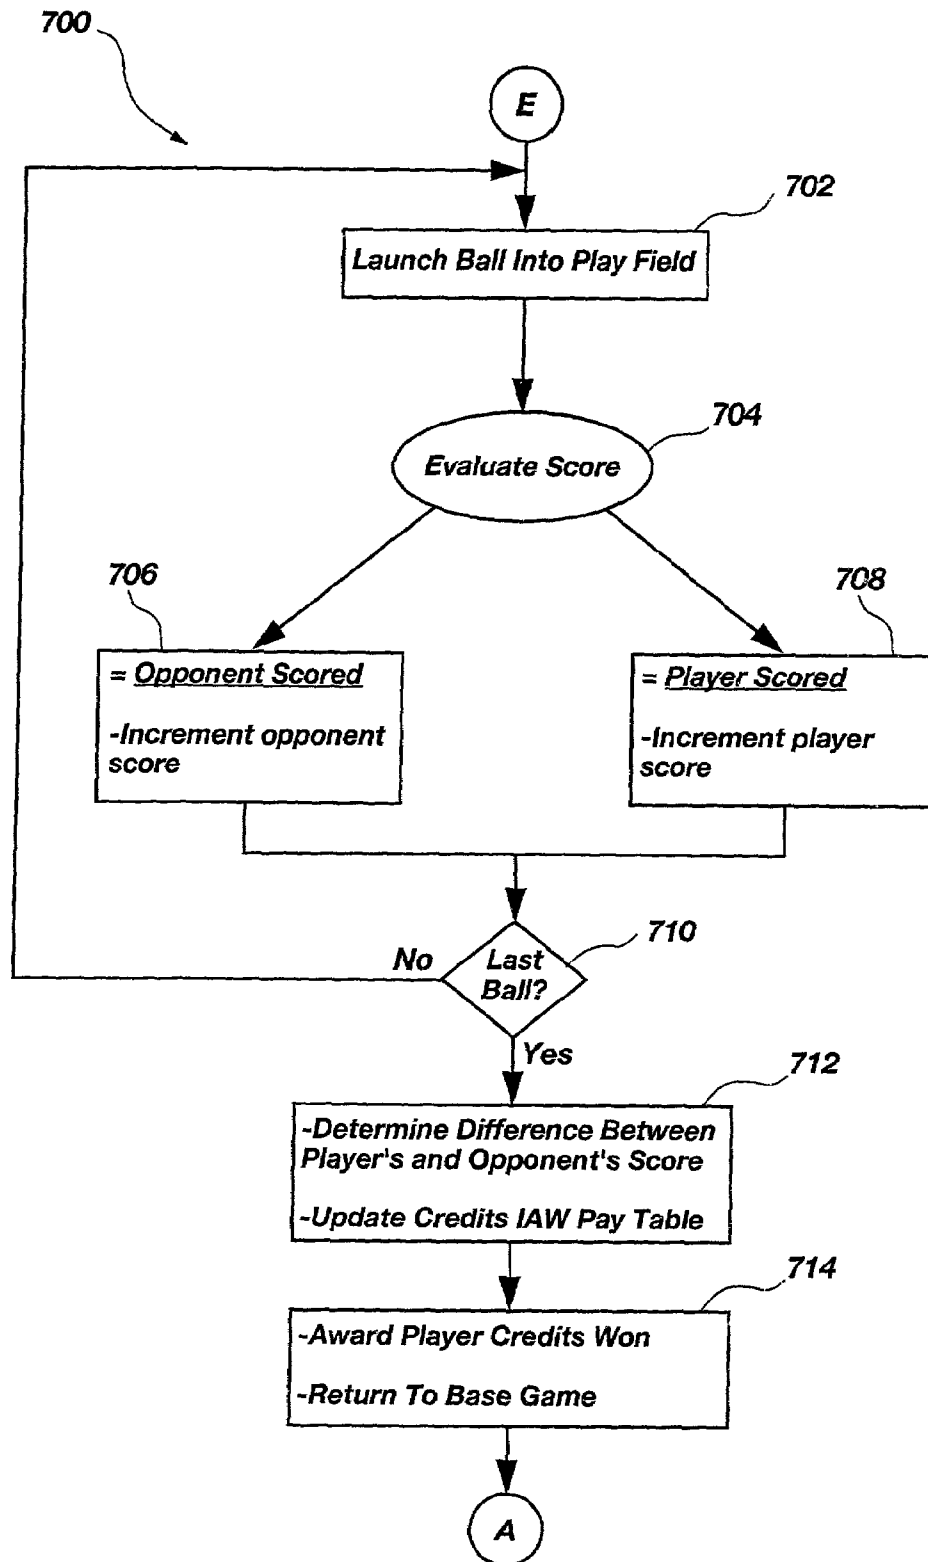 700
E
702
Launch Ball Into Play Field
704
Evaluate Score
706
708
= Opponent Scored
-Increment opponent
score
= Player Scored
-Increment player
score
710
No
Last
Ball?
Yes
712
-Determine Difference Between
Player's and Opponent's Score
-Update Credits IAW Pay Table
714
-Award Player Credits Won
-Return To Base Game
A